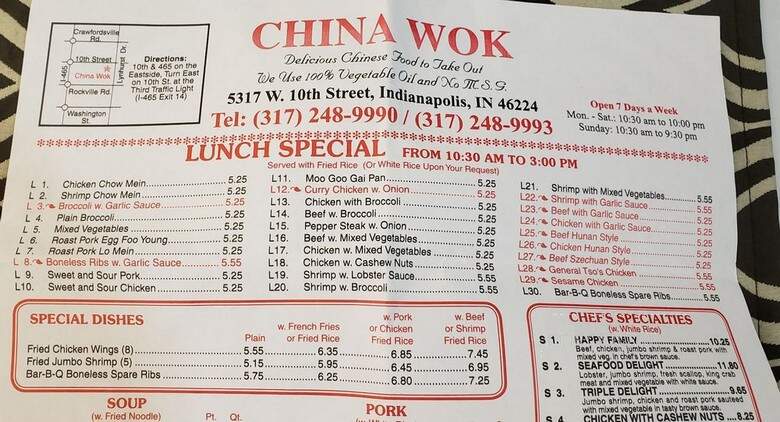 Crawfordsville
Rd.
10th Street
China Wok
Rockville Rd.
Washington
St.
I-465
Lynhurst Dr.
Directions:
10th & 465 on the
Eastside, Turn East
on 10th St. at the
Third Traffic Light
(I-465 Exit 14)
CHINA WOK
Delicious Chinese Food to Take Out
We Use 100% Vegetable Oil and No M.S.G.
5317 W. 10th Street, Indianapolis, IN 46224
Tel: (317) 248-9990 / (317) 248-9993
Open 7 Days a Week
Mon. - Sat.: 10:30 am to 10:00 pm
Sunday: 10:30 am to 9:30 pm
LUNCH SPECIAL FROM 10:30 AM TO 3:00 PM
Served with Fried Rice (Or White Rice Upon Your Request)
L 1. Chicken Chow Mein 5.25
L 2. Shrimp Chow Mein 5.25
L 3. Broccoli w. Garlic Sauce 5.25
L 4. Plain Broccoli 5.25
L 5. Mixed Vegetables 5.25
L 6. Roast Pork Egg Foo Young 5.25
L 7. Roast Pork Lo Mein 5.25
L 8. Boneless Ribs w. Garlic Sauce 5.55
L 9. Sweet and Sour Pork 5.25
L10. Sweet and Sour Chicken 5.25
L11. Moo Goo Gai Pan 5.25
L12. Curry Chicken w. Onion 5.25
L13. Chicken with Broccoli 5.25
L14. Beef w. Broccoli 5.25
L15. Pepper Steak w. Onion 5.25
L16. Beef w. Mixed Vegetables 5.25
L17. Chicken w. Mixed Vegetables 5.25
L18. Chicken w. Cashew Nuts 5.25
L19. Shrimp w. Lobster Sauce 5.25
L20. Shrimp w. Broccoli 5.25
L21. Shrimp with Mixed Vegetables 5.55
L22. Shrimp with Garlic Sauce 5.55
L23. Beef with Garlic Sauce 5.25
L24. Chicken with Garlic Sauce 5.25
L25. Beef Hunan Style 5.25
L26. Chicken Hunan Style 5.25
L27. Beef Szechuan Style 5.25
L28. General Tso's Chicken 5.55
L29. Sesame Chicken 5.55
L30. Bar-B-Q Boneless Spare Ribs 5.55
SPECIAL DISHES
Plain
w. French Fries
or Fried Rice
w. Pork
or Chicken
Fried Rice
w. Beef
or Shrimp
Fried Rice
Fried Chicken Wings (8) 5.55 6.35 6.85 7.45
Fried Jumbo Shrimp (5) 5.15 5.95 6.45 6.95
Bar-B-Q Boneless Spare Ribs 5.75 6.25 6.80 7.25
CHEF'S SPECIALTIES
(w. White Rice)
S 1. HAPPY FAMILY 10.25
Beef, chicken, jumbo shrimp & roast pork with
mixed veg. in chef's brown sauce.
S 2. SEAFOOD DELIGHT 11.80
Lobster, jumbo shrimp, fresh scallop, king crab
meat and mixed vegetable with white sauce.
S 3. TRIPLE DELIGHT 9.65
Jumbo shrimp, chicken and roast pork sauteed
with mixed vegetable in tasty brown sauce.
S 4. CHICKEN WITH CASHEW NUTS 8.25
SOUP
(w. Fried Noodle) Pt. Qt.
PORK